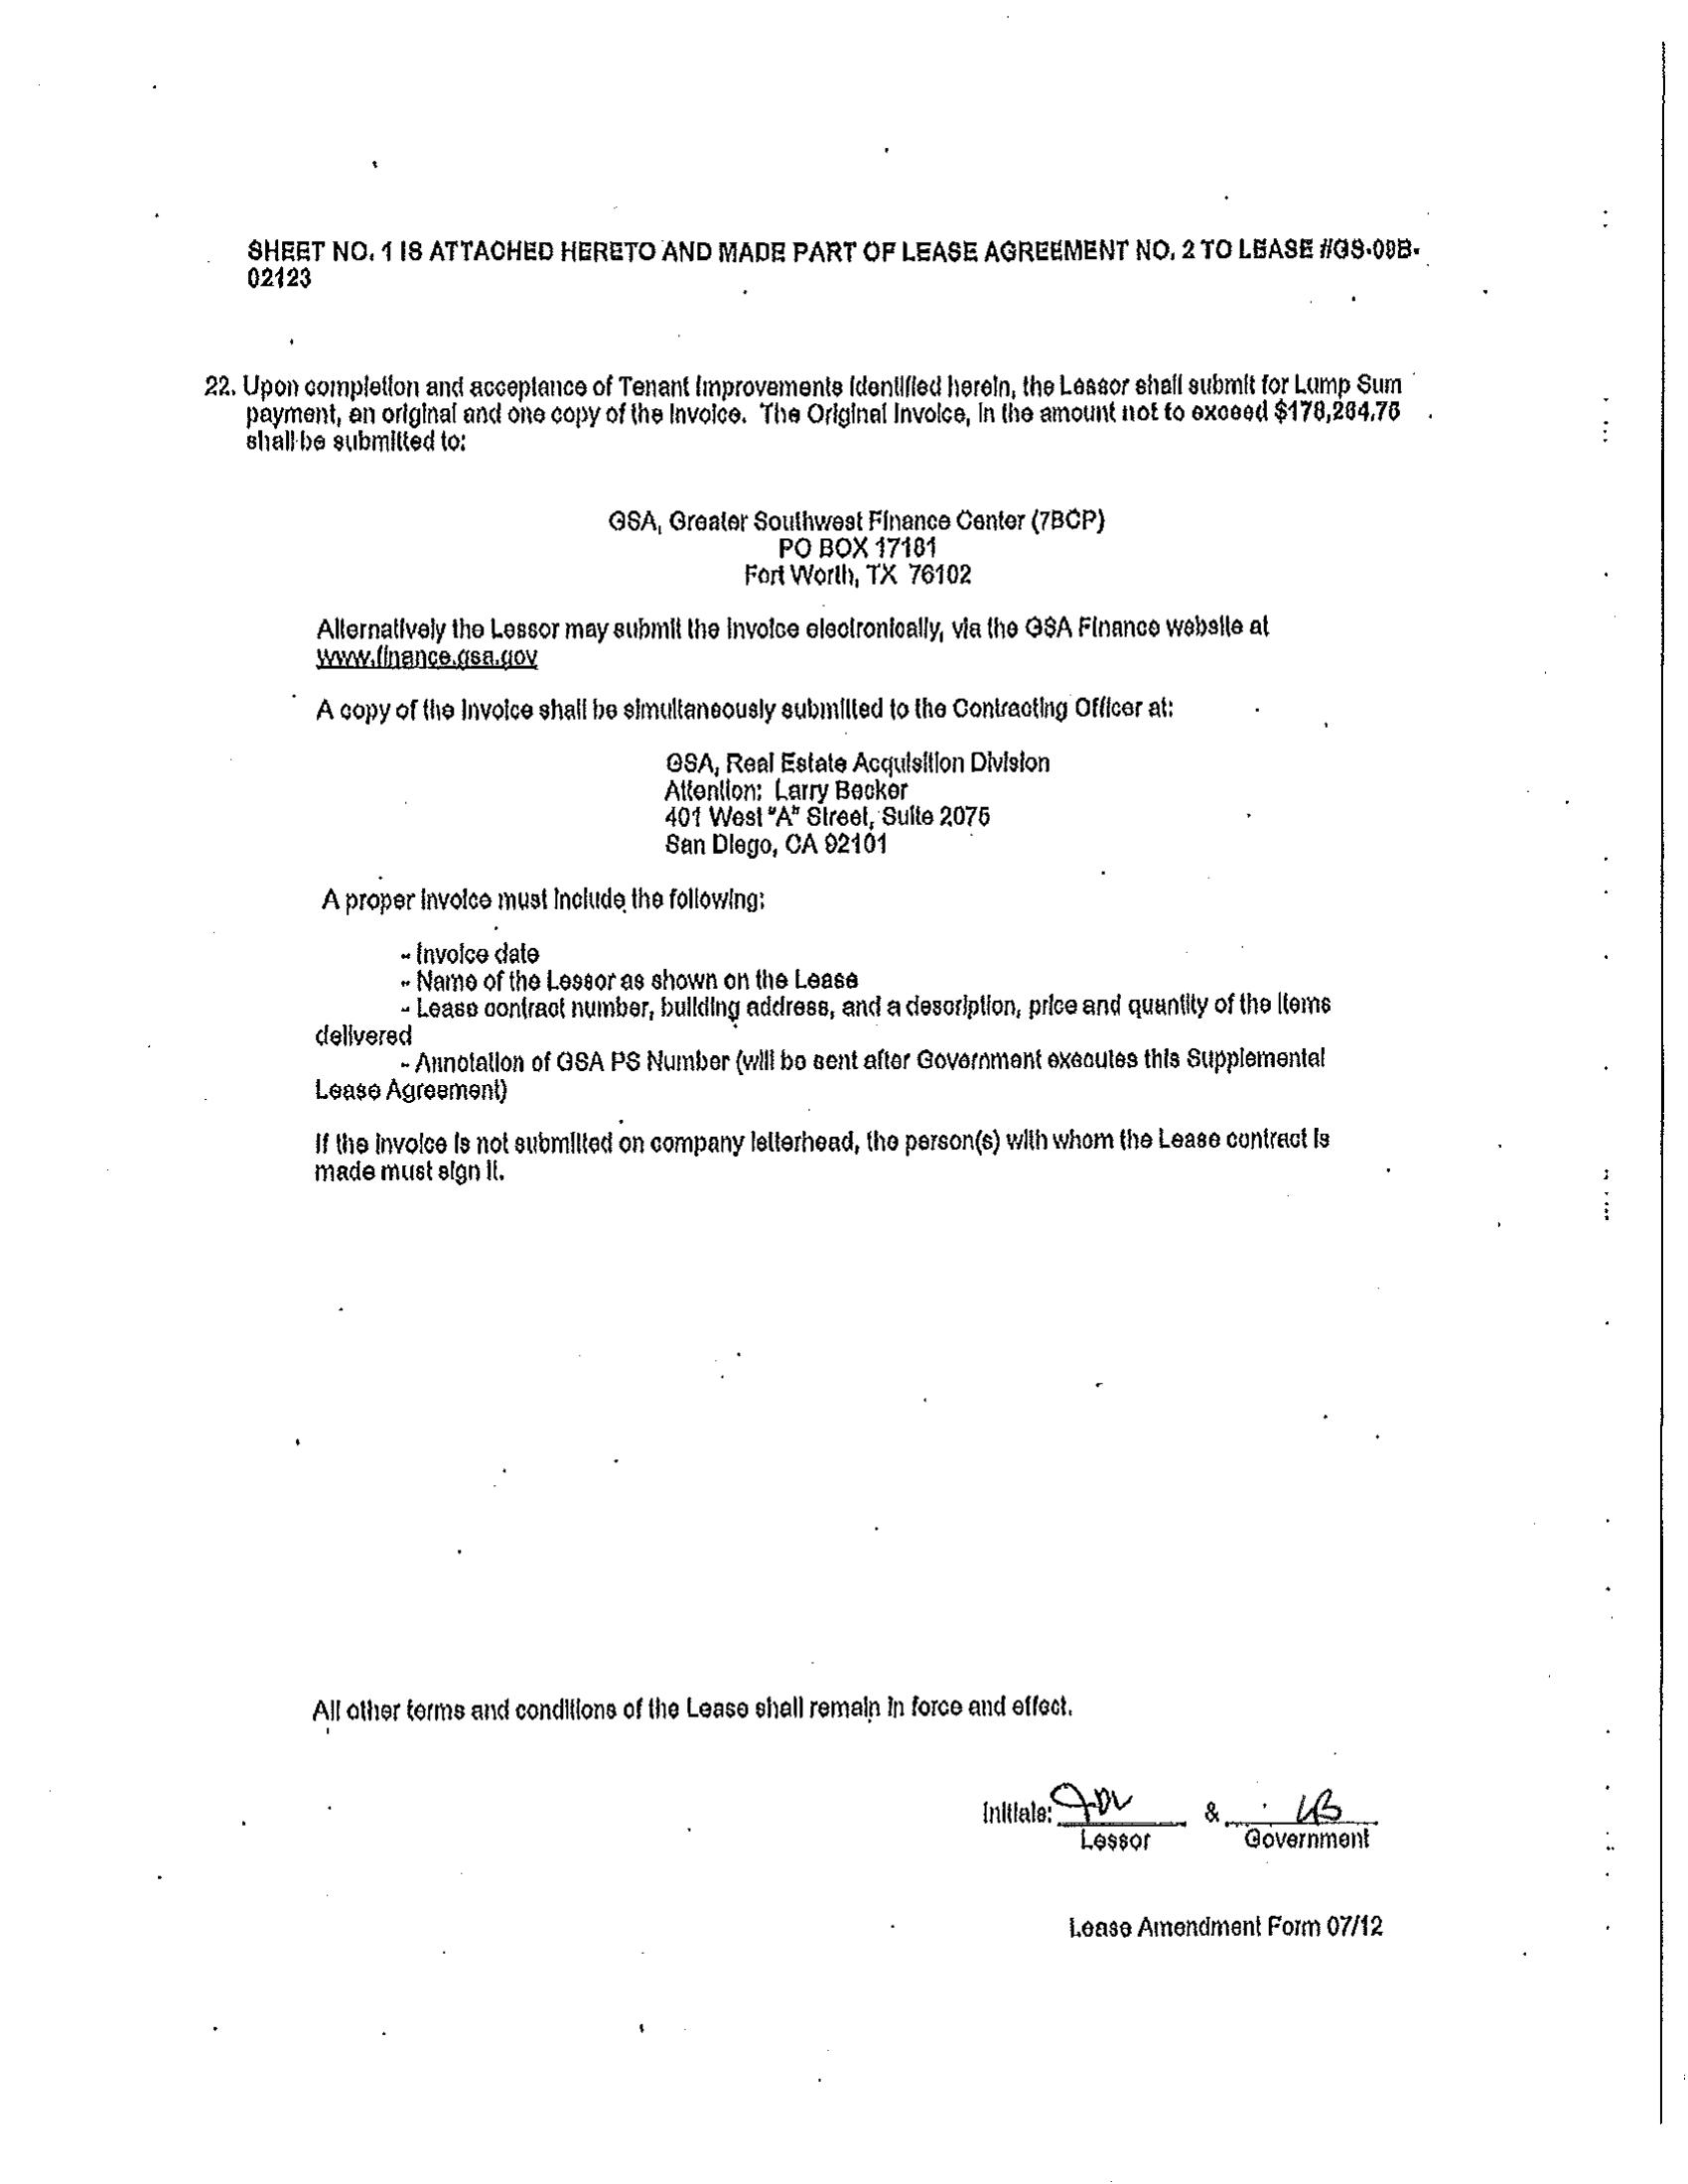 SHEET NO. 1 IS ATTACHED HERETO AND MADE PART OF LEASE AGREEMENT NO. 2 TO LEASE #GS-09B-
02123
22. Upon completion and acceptance of Tenant Improvements identified herein, the Lessor shall submit for Lump Sum
payment, an original and one copy of the invoice. The Original Invoice, in the amount not to exceed $178,264.76
shall be submitted to:
GSA, Greater Southwest Finance Center (7BCP)
PO BOX 17181
Fort Worth, TX 76102
Alternatively the Lessor may submit the invoice electronically, via the GSA Finance website at
www.finance.gsa.gov
A copy of the invoice shall be simultaneously submitted to the Contracting Officer at:
GSA, Real Estate Acquisition Division
Attention: Larry Becker
401 West "A" Street, Suite 2075
San Diego, CA 92101
A proper invoice must include the following:
- Invoice date
- Name of the Lessor as shown on the Lease
- Lease contract number, building address, and a description, price and quantity of the items
delivered
- Annotation of GSA PS Number (will be sent after Government executes this Supplemental
Lease Agreement)
If the invoice is not submitted on company letterhead, the person(s) with whom the Lease contract is
made must sign it.
All other terms and conditions of the Lease shall remain in force and effect.
Initials: & LB
Lessor Government
Lease Amendment Form 07/12